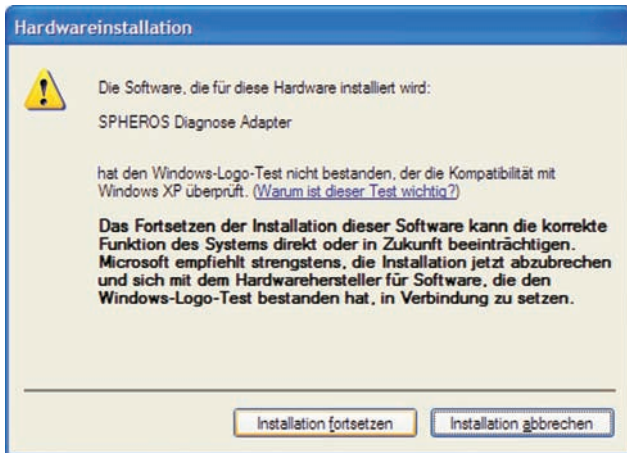 Hardwareinstallation
Die Software, die für diese Hardware installiert wird:
SPHEROS Diagnose Adapter
hat den Windows-Logo-Test nicht bestanden, der die Kompatibilität mit
Windows XP überprüft. (Warum ist dieser Test wichtig?)
Das Fortsetzen der Installation dieser Software kann die korrekte
Funktion des Systems direkt oder in Zukunft beeinträchtigen.
Microsoft empfiehlt strengstens, die Installation jetzt abzubrechen
und sich mit dem Hardwarehersteller für Software, die den
Windows-Logo-Test bestanden hat, in Verbindung zu setzen.
Installation fortsetzen Installation abbrechen